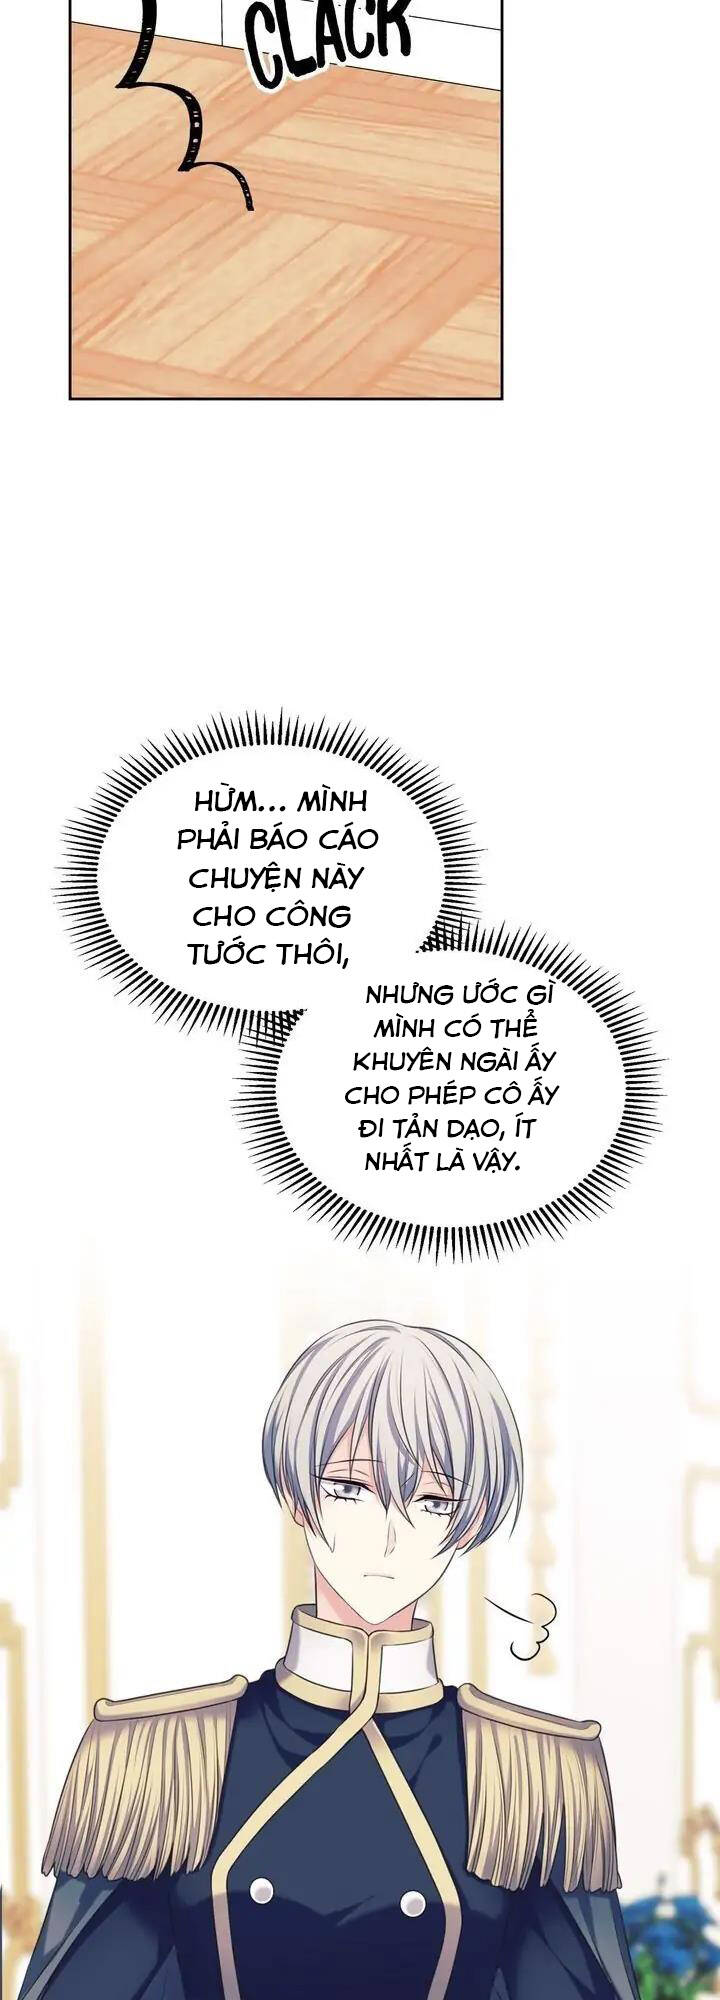 CLACK
HỪM... MÌNH
PHẢI BÁO CÁO
CHUYỆN NÀY
CHO CÔNG
TƯỚC THÔI,
NHƯNG ƯỚC GÌ
MÌNH CÓ THỂ
KHUYÊN NGÀI ẤY
CHO PHÉP CÔ ẤY
ĐI TẢN DẠO, ÍT
NHẤT LÀ VẬY.